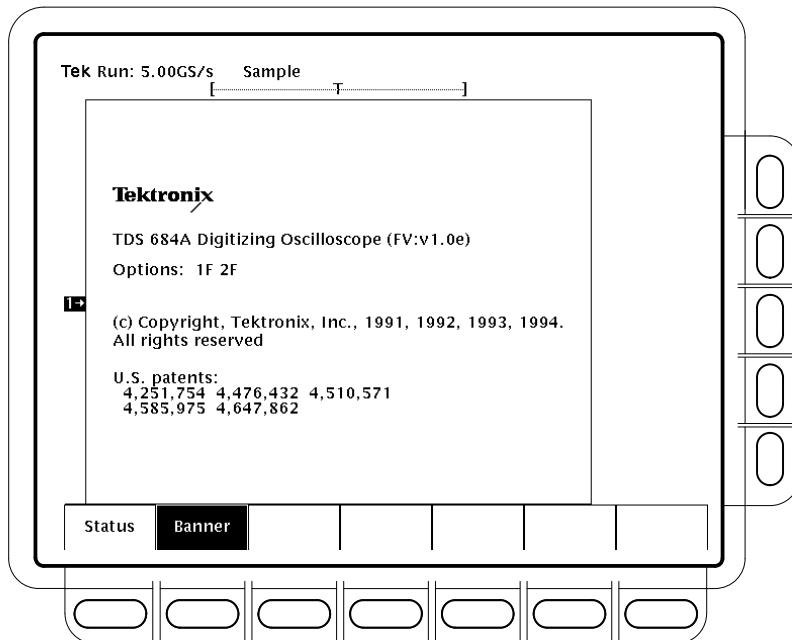 Tek Run: 5.00GS/s Sample
[ T ]
Tektronix
TDS 684A Digitizing Oscilloscope (FV:v1.0e)
Options: 1F 2F
1→
(c) Copyright, Tektronix, Inc., 1991, 1992, 1993, 1994.
All rights reserved
U.S. patents:
4,251,754 4,476,432 4,510,571
4,585,975 4,647,862
Status Banner